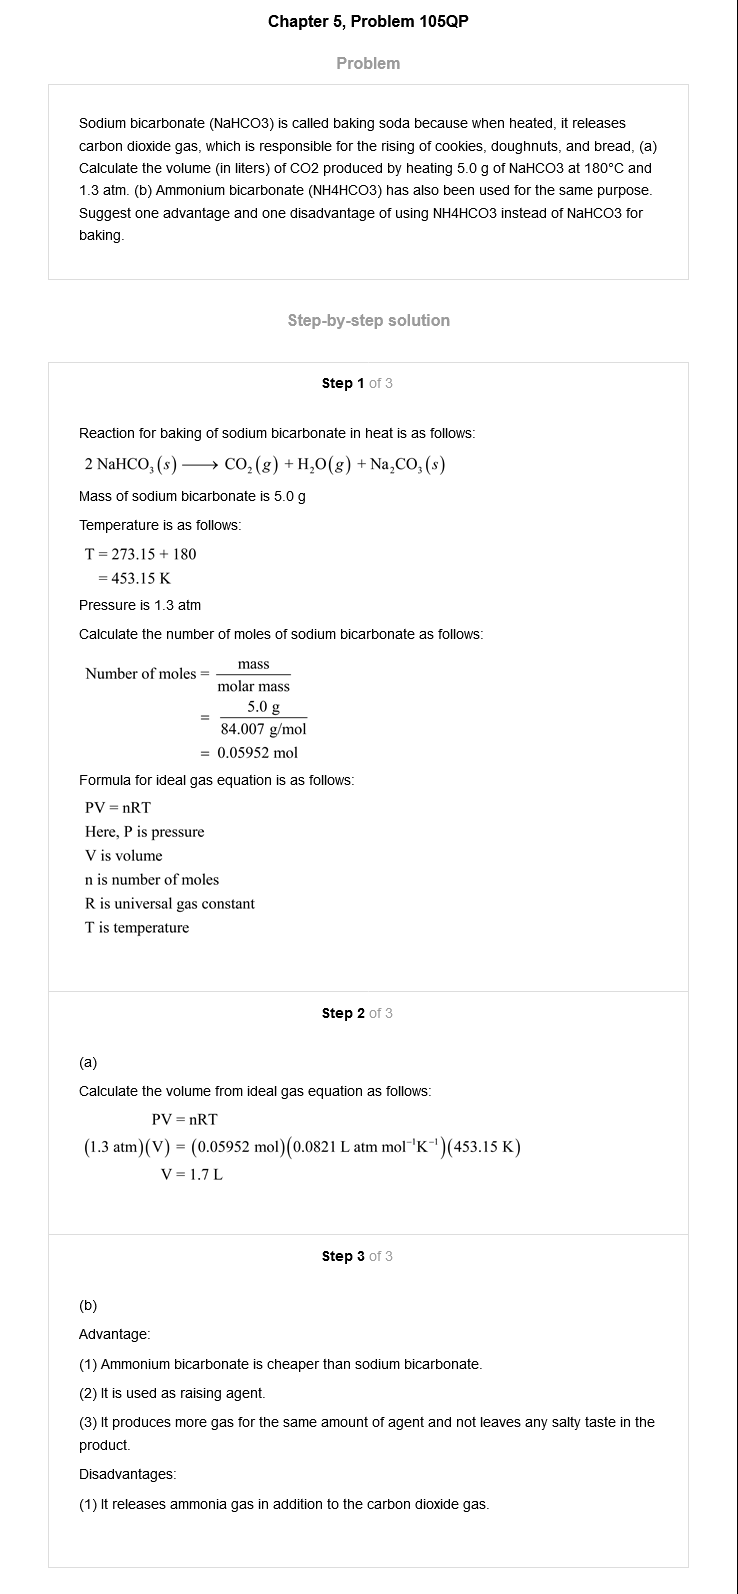 Chapter 5, Problem 105QP
Problem
Sodium bicarbonate (NaHCO3) is called baking soda because when heated, it releases
carbon dioxide gas, which is responsible for the rising of cookies, doughnuts, and bread, (a)
Calculate the volume (in liters) of CO2 produced by heating 5.0 g of NaHCO3 at 180°C and
1.3 atm. (b) Ammonium bicarbonate (NH4HCO3) has also been used for the same purpose.
Suggest one advantage and one disadvantage of using NH4HCO3 instead of NaHCO3 for
baking.
Step-by-step solution
Step 1 of 3
Reaction for baking of sodium bicarbonate in heat is as follows:
2 NaHCO₃(s) ⟶ CO₂(g) + H₂O(g) + Na₂CO₃(s)
Mass of sodium bicarbonate is 5.0 g
Temperature is as follows:
T = 273.15 + 180
= 453.15 K
Pressure is 1.3 atm
Calculate the number of moles of sodium bicarbonate as follows:
Number of moles = mass
molar mass
= 5.0 g
84.007 g/mol
= 0.05952 mol
Formula for ideal gas equation is as follows:
PV = nRT
Here, P is pressure
V is volume
n is number of moles
R is universal gas constant
T is temperature
Step 2 of 3
(a)
Calculate the volume from ideal gas equation as follows:
PV = nRT
(1.3 atm)(V) = (0.05952 mol)(0.0821 L atm mol⁻¹K⁻¹)(453.15 K)
V = 1.7 L
Step 3 of 3
(b)
Advantage:
(1) Ammonium bicarbonate is cheaper than sodium bicarbonate.
(2) It is used as raising agent.
(3) It produces more gas for the same amount of agent and not leaves any salty taste in the
product.
Disadvantages:
(1) It releases ammonia gas in addition to the carbon dioxide gas.